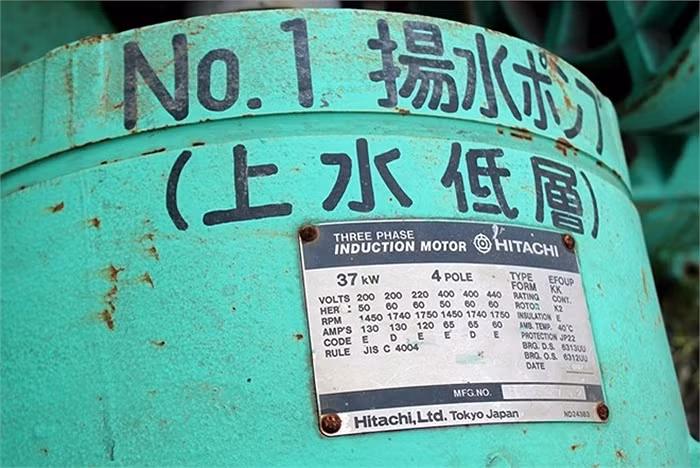 No.1 揚水ポンプ
(上水 低層)
THREE PHASE
INDUCTION MOTOR HITACHI
37 kW 4 POLE
TYPE EFOUP
FORM KK
VOLTS 200 200 220 400 400 440 RATING CONT.
HER 50 60 60 50 60 60 ROTOR K2
RPM 1450 1740 1750 1450 1740 1750 INSULATION E
AMP'S 130 130 120 65 65 60 AMB. TEMP. 40°C
CODE E D E E D E PROTECTION JP22
RULE JIS C 4004 BRG. D.S. 6313UU
BRG. O.S. 6312UU
DATE
MFG.NO.
Hitachi, Ltd. Tokyo Japan ND24383